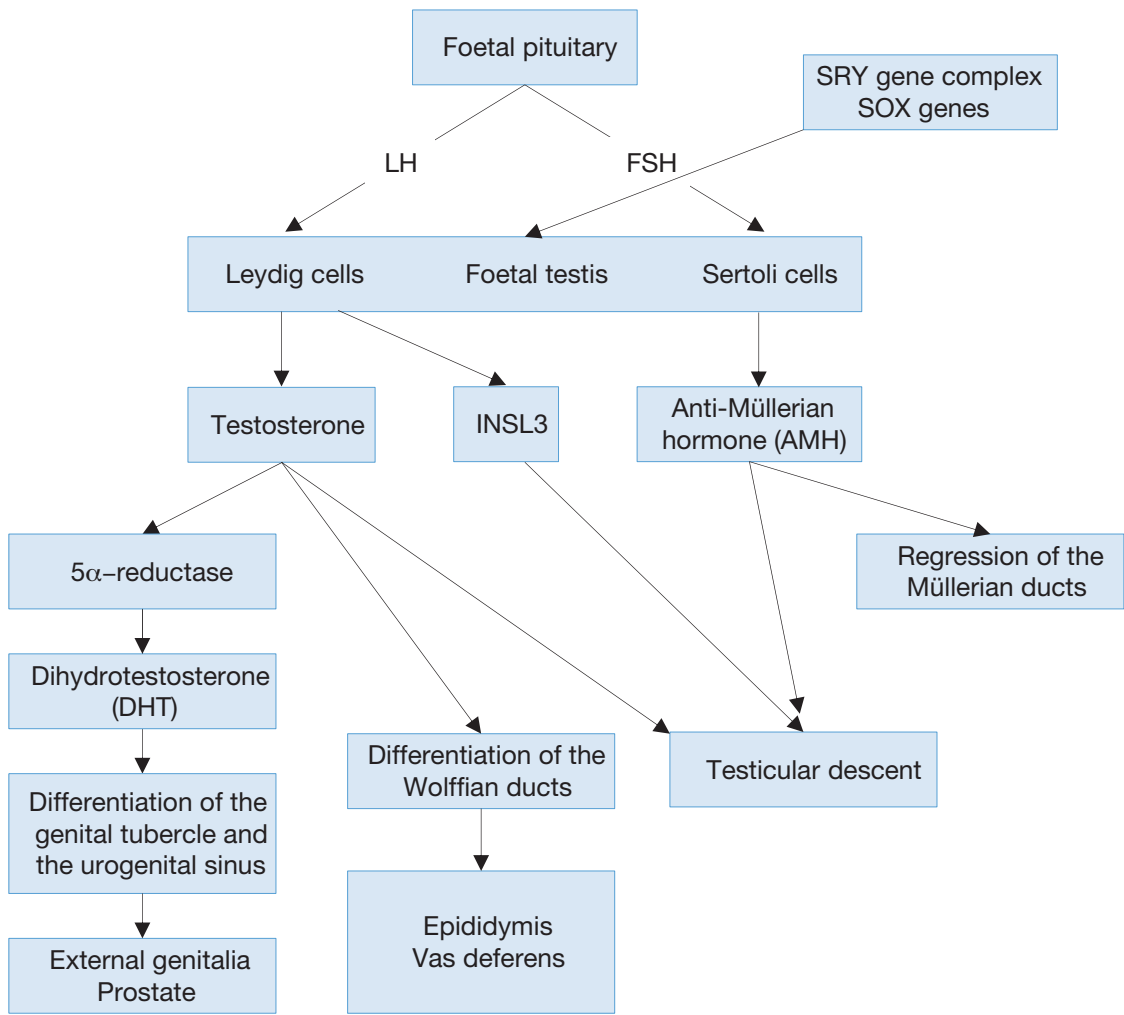 Foetal pituitary
SRY gene complex
SOX genes
LH
FSH
Leydig cells
Foetal testis
Sertoli cells
Testosterone
INSL3
Anti-Müllerian
hormone (AMH)
5α–reductase
Regression of the
Müllerian ducts
Dihydrotestosterone
(DHT)
Differentiation of the
Wolffian ducts
Testicular descent
Differentiation of the
genital tubercle and
the urogenital sinus
Epididymis
Vas deferens
External genitalia
Prostate